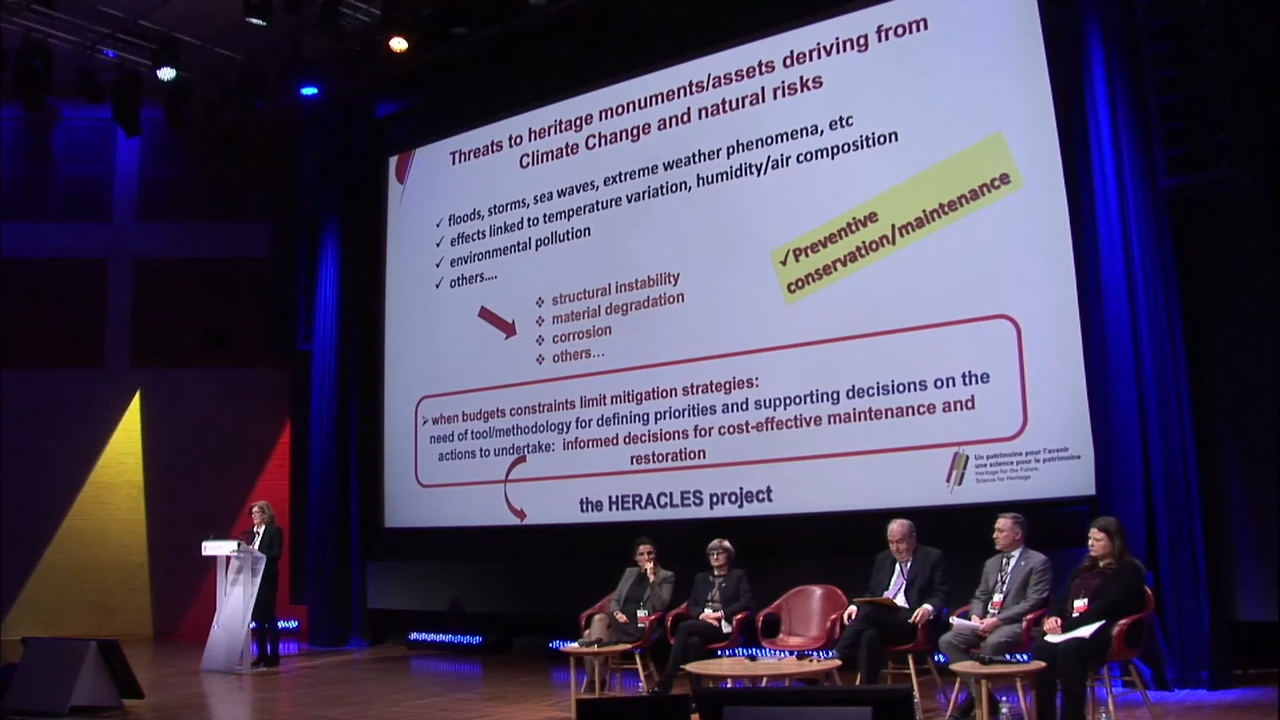 Threats to heritage monuments/assets deriving from
Climate Change and natural risks
✓ floods, storms, sea waves, extreme weather phenomena, etc
✓ effects linked to temperature variation, humidity/air composition
✓ environmental pollution
✓ others....
✓Preventive
conservation/maintenance
❖ structural instability
❖ material degradation
❖ corrosion
❖ others...
➢ when budgets constraints limit mitigation strategies:
need of tool/methodology for defining priorities and supporting decisions on the
actions to undertake: informed decisions for cost-effective maintenance and
restoration
the HERACLES project
Un patrimoine pour l'avenir
une science pour le patrimoine
Heritage for the Future,
Science for Heritage